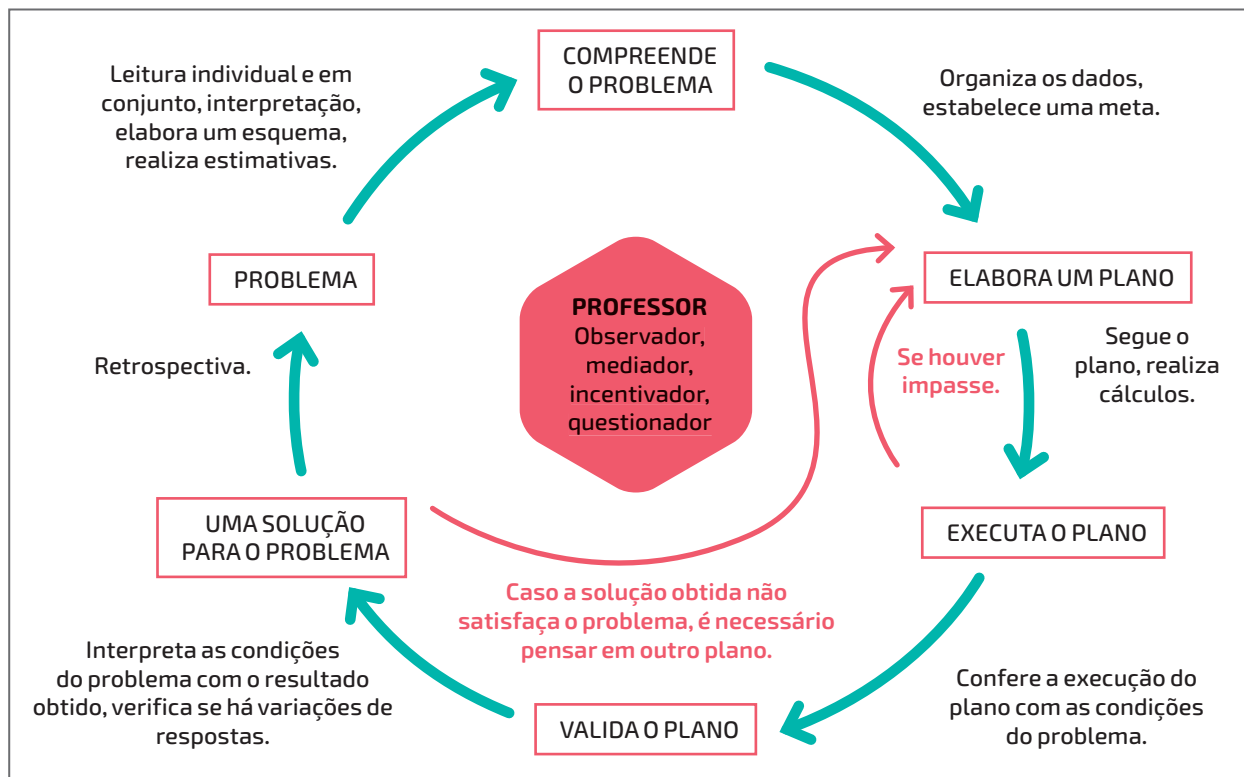 COMPREENDE
O PROBLEMA
Leitura individual e em
conjunto, interpretação,
elabora um esquema,
realiza estimativas.
Organiza os dados,
estabelece uma meta.
PROBLEMA
ELABORA UM PLANO
PROFESSOR
Observador,
mediador,
incentivador,
questionador
Retrospectiva.
Se houver
impasse.
Segue o
plano, realiza
cálculos.
UMA SOLUÇÃO
PARA O PROBLEMA
EXECUTA O PLANO
Caso a solução obtida não
satisfaça o problema, é necessário
pensar em outro plano.
Interpreta as condições
do problema com o resultado
obtido, verifica se há variações de
respostas.
VALIDA O PLANO
Confere a execução do
plano com as condições
do problema.